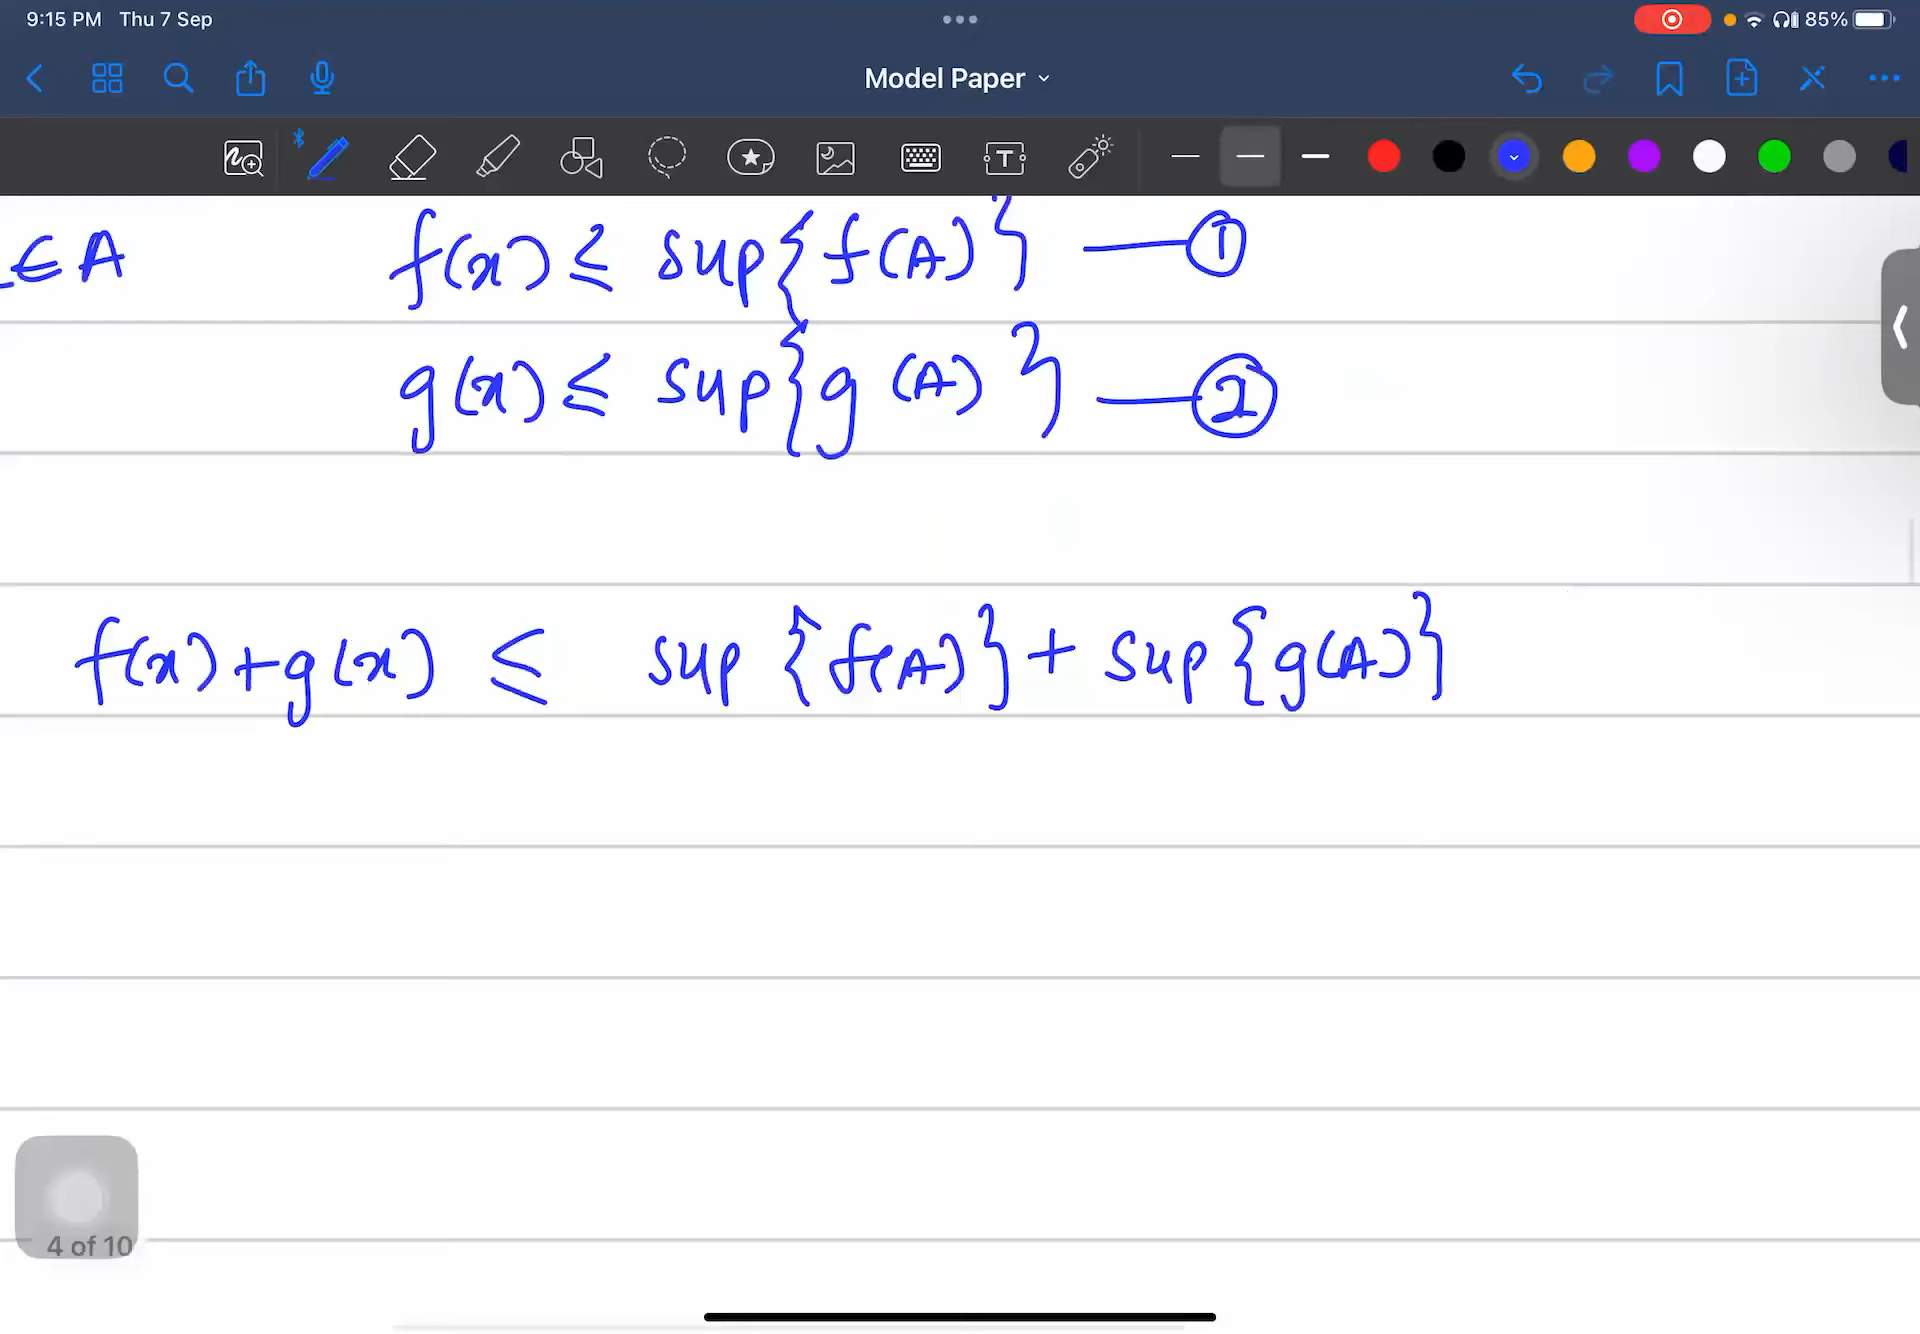 9:15 PM Thu 7 Sep
85%
Model Paper
∈ A f(x) ≤ sup{f(A)} — ①
g(x) ≤ sup{g(A)} — ②
f(x)+g(x) ≤ sup {f(A)} + sup {g(A)}
4 of 10